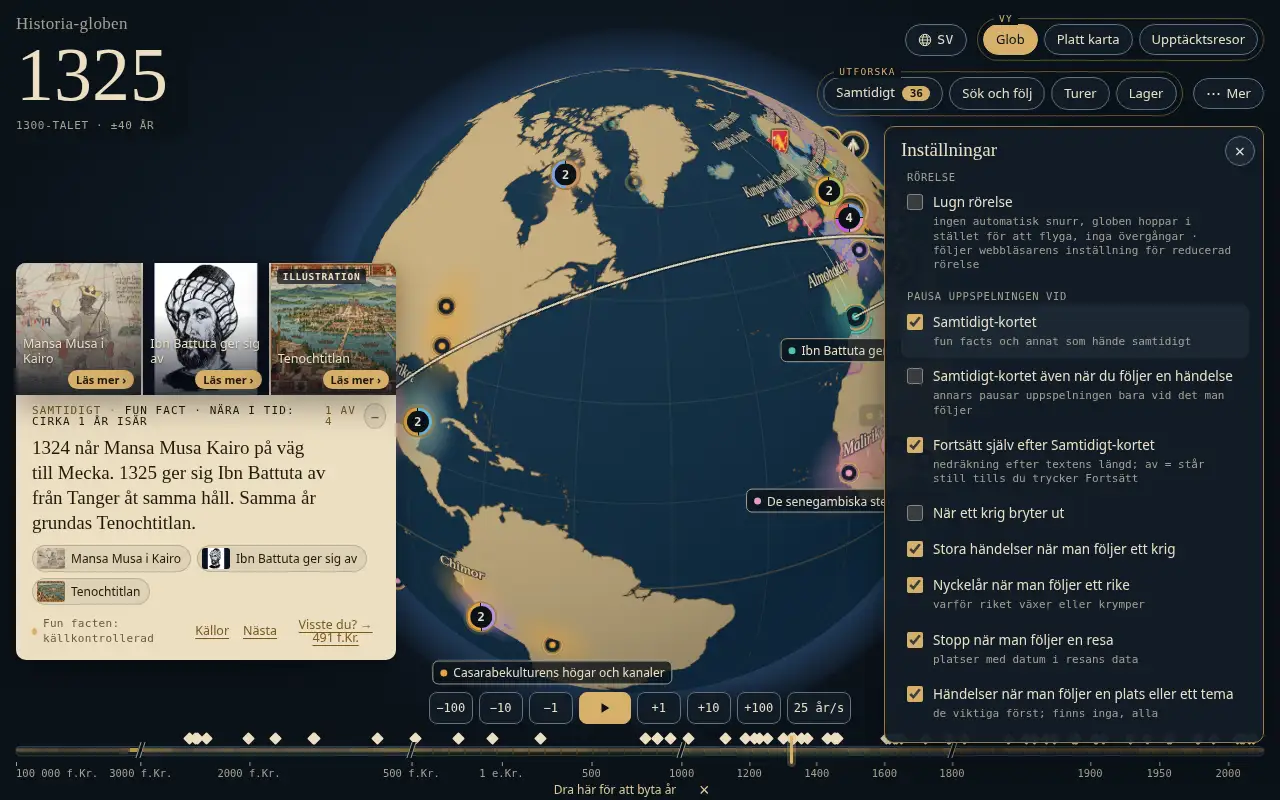 Historia-globen
1325
1300-TALET · ±40 ÅR
SV
VY
Glob
Platt karta
Upptäcktsresor
UTFORSKA
Samtidigt 36
Sök och följ
Turer
Lager
··· Mer
Inställningar
×
RÖRELSE
Lugn rörelse
ingen automatisk snurr, globen hoppar i
stället för att flyga, inga övergångar ·
följer webbläsarens inställning för reducerad
rörelse
PAUSA UPPSPELNINGEN VID
Samtidigt-kortet
fun facts och annat som hände samtidigt
Samtidigt-kortet även när du följer en händelse
annars pausar uppspelningen bara vid det man
följer
Fortsätt själv efter Samtidigt-kortet
nedräkning efter textens längd; av = står
still tills du trycker Fortsätt
När ett krig bryter ut
Stora händelser när man följer ett krig
Nyckelår när man följer ett rike
varför riket växer eller krymper
Stopp när man följer en resa
platser med datum i resans data
Händelser när man följer en plats eller ett tema
de viktiga först; finns inga, alla
2
2
4
2
2
Kungariket
Kastilianska
Almohader
Ibn Battuta ger
Malirik
De senegambiska ste
Chimor
Casarabekulturens högar och kanaler
Mansa Musa i
Kairo
Läs mer ›
Ibn Battuta ger sig
av
Läs mer ›
ILLUSTRATION
Tenochtitlan
Läs mer ›
SAMTIDIGT · FUN FACT · NÄRA I TID:
CIRKA 1 ÅR ISÄR
1 AV
4
−
1324 når Mansa Musa Kairo på väg
till Mecka. 1325 ger sig Ibn Battuta av
från Tanger åt samma håll. Samma år
grundas Tenochtitlan.
Mansa Musa i Kairo
Ibn Battuta ger sig av
Tenochtitlan
Fun facten:
källkontrollerad
Källor
Nästa
Visste du? →
491 f.Kr.
−100
−10
−1
+1
+10
+100
25 år/s
100 000 f.Kr.
3000 f.Kr.
2000 f.Kr.
500 f.Kr.
1 e.Kr.
500
1000
1200
1400
1600
1800
1900
1950
2000
Dra här för att byta år
×